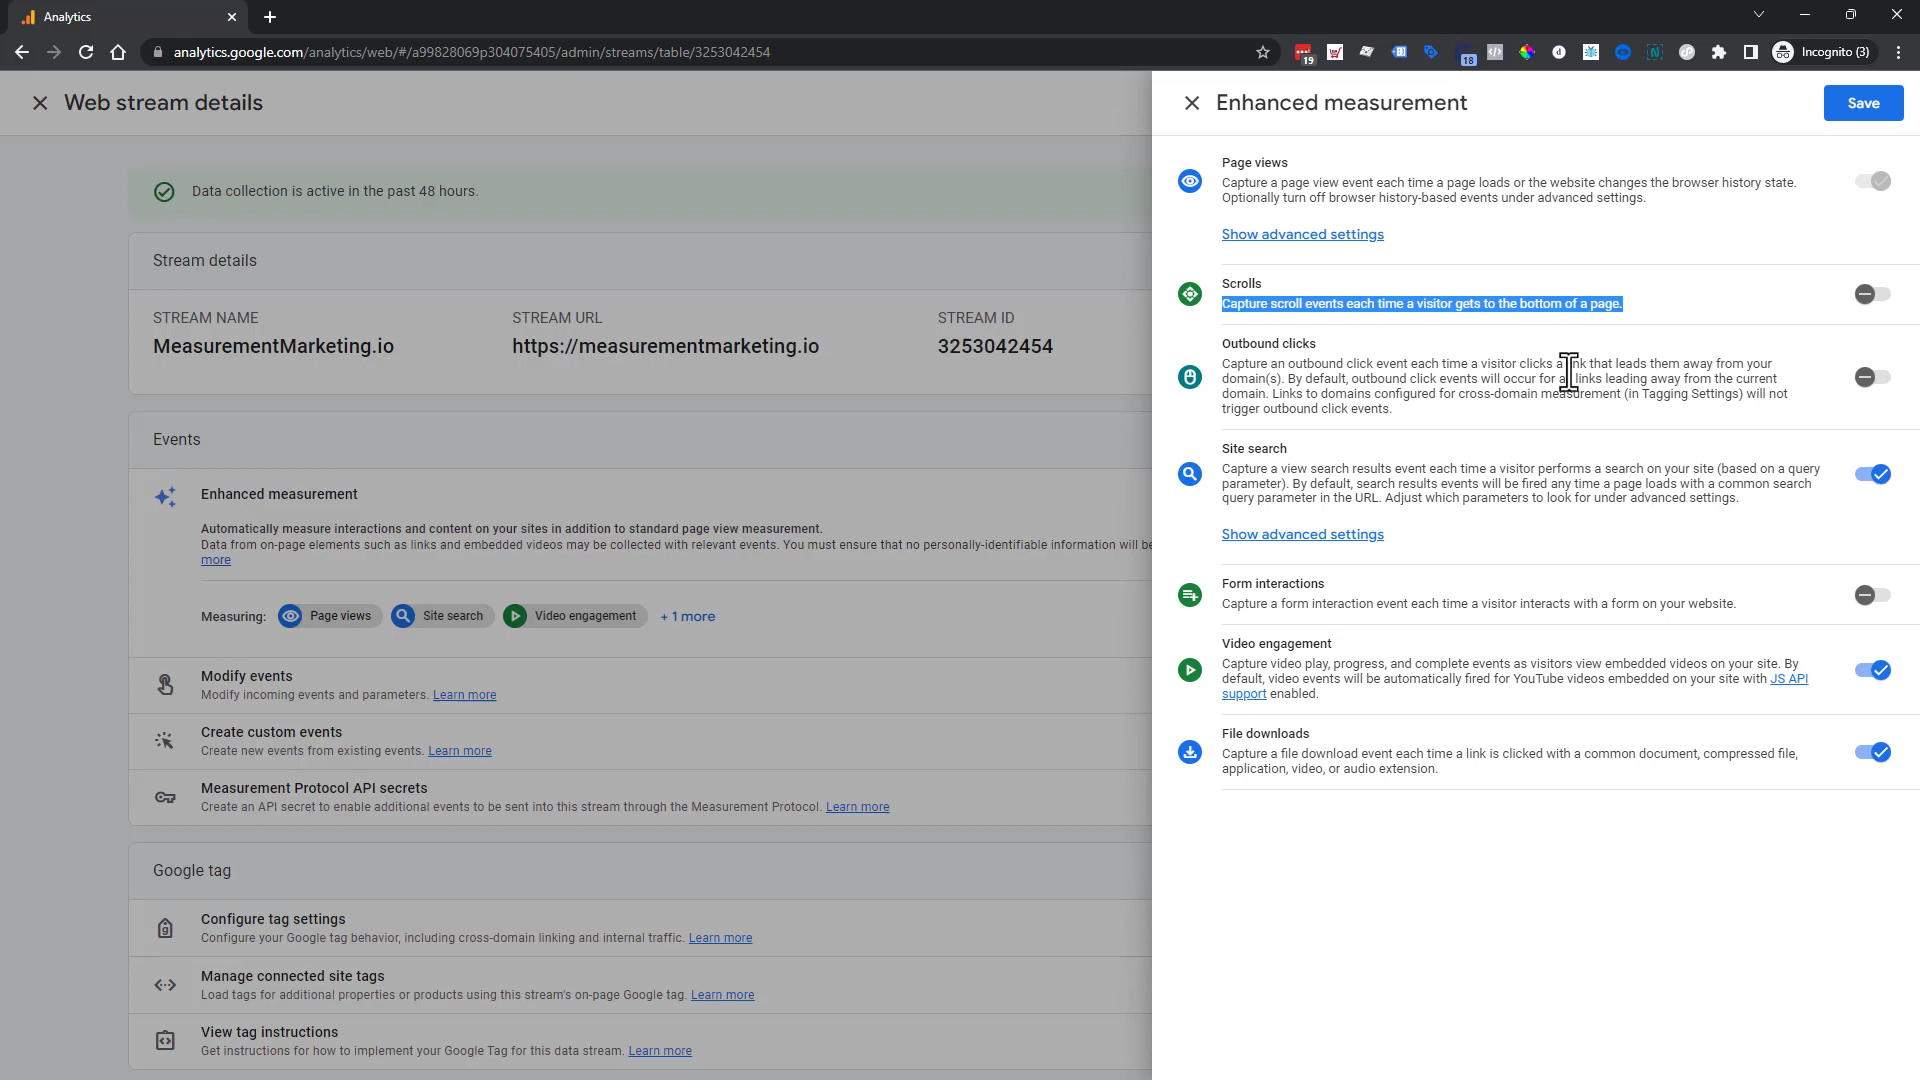 Analytics
analytics.google.com/analytics/web/#/a99828069p304075405/admin/streams/table/3253042454
19
18
Incognito (3)
Web stream details
Data collection is active in the past 48 hours.
Stream details
STREAM NAME
MeasurementMarketing.io
STREAM URL
https://measurementmarketing.io
STREAM ID
3253042454
Events
Enhanced measurement
Automatically measure interactions and content on your sites in addition to standard page view measurement.
Data from on-page elements such as links and embedded videos may be collected with relevant events. You must ensure that no personally-identifiable information will be
more
Measuring: Page views Site search Video engagement + 1 more
Modify events
Modify incoming events and parameters. Learn more
Create custom events
Create new events from existing events. Learn more
Measurement Protocol API secrets
Create an API secret to enable additional events to be sent into this stream through the Measurement Protocol. Learn more
Google tag
Configure tag settings
Configure your Google tag behavior, including cross-domain linking and internal traffic. Learn more
Manage connected site tags
Load tags for additional properties or products using this stream's on-page Google tag. Learn more
View tag instructions
Get instructions for how to implement your Google Tag for this data stream. Learn more
Enhanced measurement
Save
Page views
Capture a page view event each time a page loads or the website changes the browser history state.
Optionally turn off browser history-based events under advanced settings.
Show advanced settings
Scrolls
Capture scroll events each time a visitor gets to the bottom of a page.
Outbound clicks
Capture an outbound click event each time a visitor clicks a link that leads them away from your
domain(s). By default, outbound click events will occur for all links leading away from the current
domain. Links to domains configured for cross-domain measurement (in Tagging Settings) will not
trigger outbound click events.
Site search
Capture a view search results event each time a visitor performs a search on your site (based on a query
parameter). By default, search results events will be fired any time a page loads with a common search
query parameter in the URL. Adjust which parameters to look for under advanced settings.
Show advanced settings
Form interactions
Capture a form interaction event each time a visitor interacts with a form on your website.
Video engagement
Capture video play, progress, and complete events as visitors view embedded videos on your site. By
default, video events will be automatically fired for YouTube videos embedded on your site with JS API
support enabled.
File downloads
Capture a file download event each time a link is clicked with a common document, compressed file,
application, video, or audio extension.